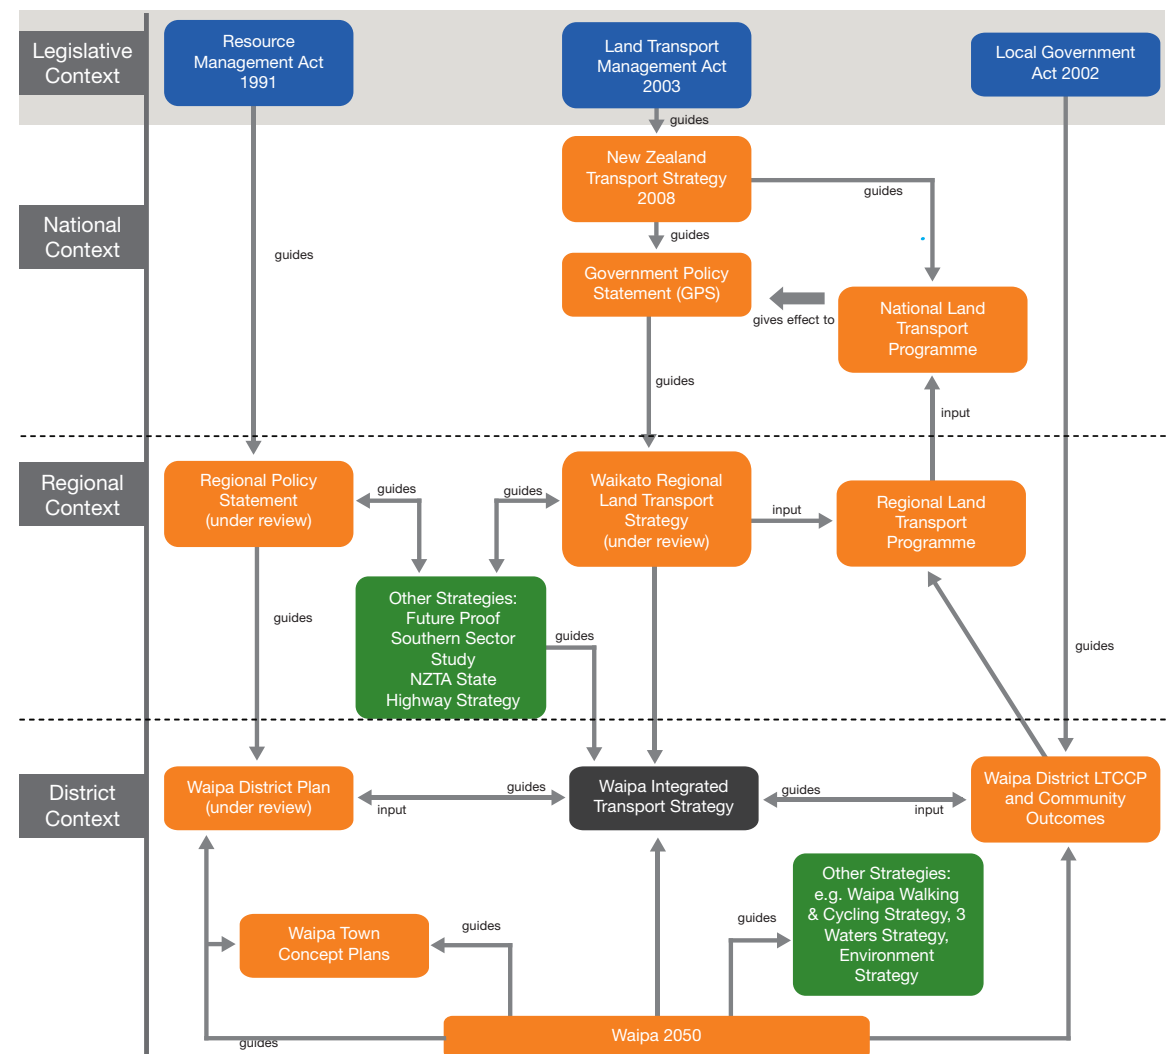 Legislative
Context
Resource
Management Act
1991
Land Transport
Management Act
2003
Local Government
Act 2002
guides
National
Context
New Zealand
Transport Strategy
2008
guides
guides
guides
Government Policy
Statement (GPS)
gives effect to
National Land
Transport
Programme
guides
input
Regional
Context
Regional Policy
Statement
(under review)
guides
guides
Waikato Regional
Land Transport
Strategy
(under review)
input
Regional Land
Transport
Programme
guides
Other Strategies:
Future Proof
Southern Sector
Study
NZTA State
Highway Strategy
guides
guides
District
Context
Waipa District Plan
(under review)
guides
input
Waipa Integrated
Transport Strategy
guides
input
Waipa District LTCCP
and Community
Outcomes
Waipa Town
Concept Plans
guides
guides
Other Strategies:
e.g. Waipa Walking
& Cycling Strategy, 3
Waters Strategy,
Environment
Strategy
guides
Waipa 2050